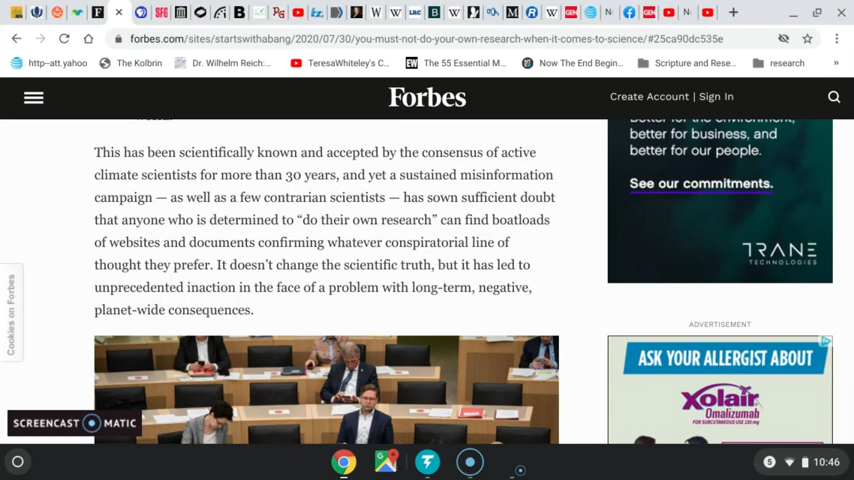 forbes.com/sites/startswithabang/2020/07/30/you-must-not-do-your-own-research-when-it-comes-to-science/#25ca90dc535e
http--att.yahoo
The Kolbrin
Dr. Wilhelm Reich:...
TeresaWhiteley's C...
The 55 Essential M...
Now The End Begin...
Scripture and Rese...
research
»
Forbes
Create Account | Sign In
This has been scientifically known and accepted by the consensus of active
climate scientists for more than 30 years, and yet a sustained misinformation
campaign — as well as a few contrarian scientists — has sown sufficient doubt
that anyone who is determined to “do their own research” can find boatloads
of websites and documents confirming whatever conspiratorial line of
thought they prefer. It doesn’t change the scientific truth, but it has led to
unprecedented inaction in the face of a problem with long-term, negative,
planet-wide consequences.
better for business, and
better for our people.
See our commitments.
TRANE
TECHNOLOGIES
ADVERTISEMENT
ASK YOUR ALLERGIST ABOUT
Xolair
Omalizumab
FOR SUBCUTANEOUS USE 150 mg
Cookies on Forbes
SCREENCAST MATIC
5
10:46